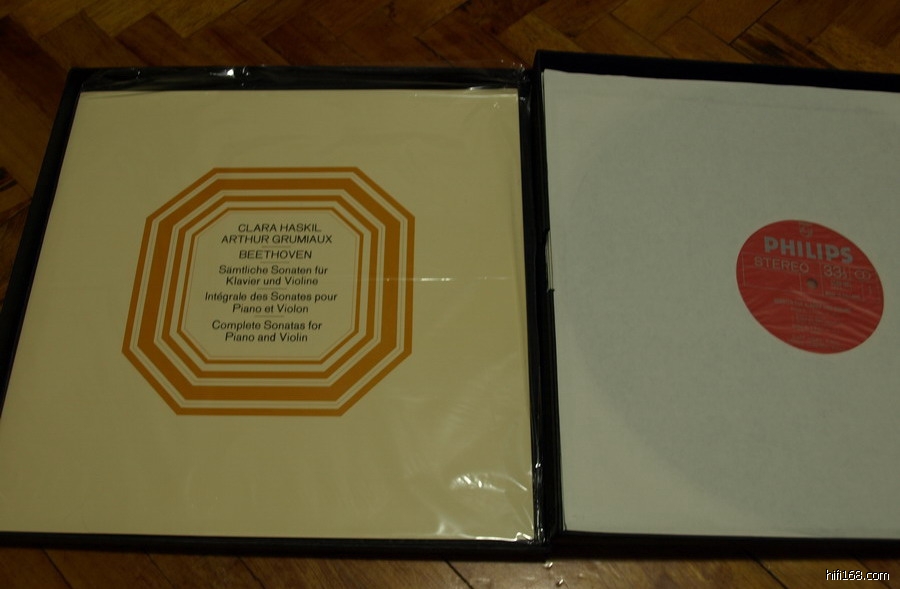 CLARA HASKIL
ARTHUR GRUMIAUX
BEETHOVEN
Sämtliche Sonaten für
Klavier und Violine
Intégrale des Sonates pour
Piano et Violon
Complete Sonatas for
Piano and Violin
PHILIPS
STEREO 33⅓
hifi168.com